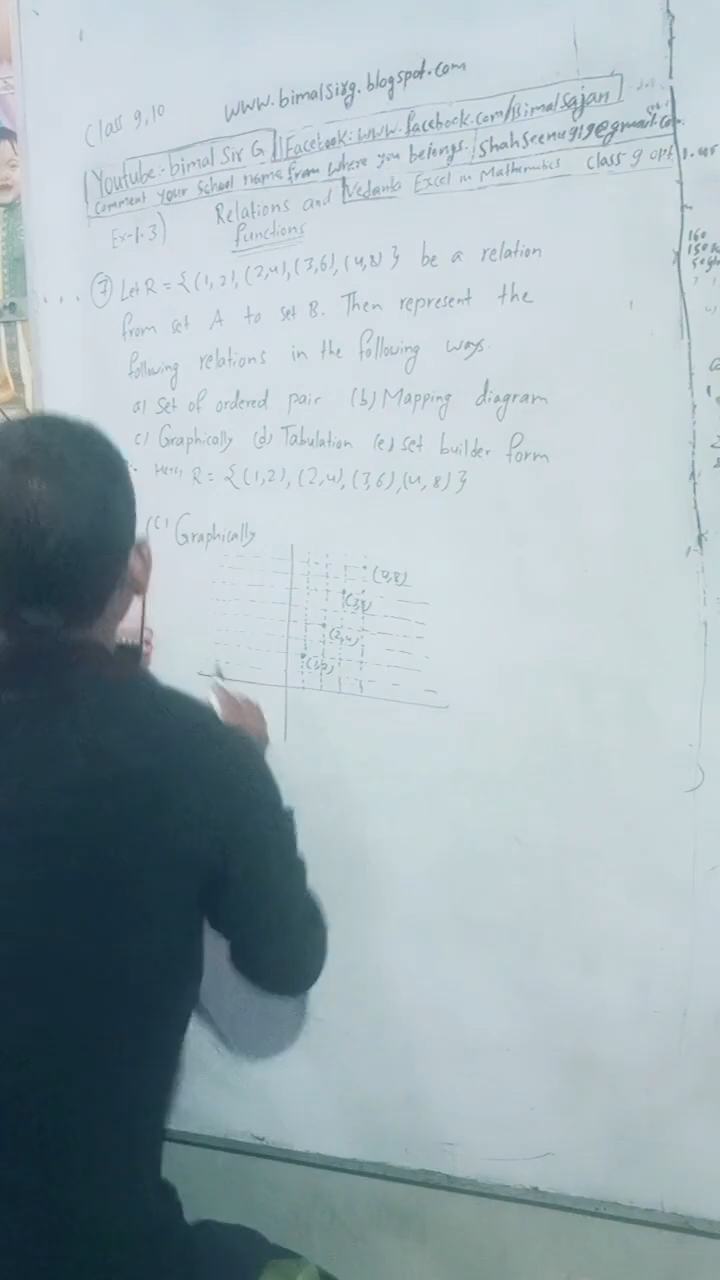 Class 9,10
www.bimalsirg.blogspot.com
Youtube:- bimal Sir G || Facebook: www.facebook.com/Bimalsajan
Comment your school name from where you belongs. | shahseenu919@gmail.com
Ex-1.3) Relations and functions Vedanta Excel in Mathematics class 9 opt
⑦ Let R = {(1, 2), (2,4), (3,6), (4,8)} be a relation
from set A to set B. Then represent the
following relations in the following ways.
a) Set of ordered pair (b) Mapping diagram
c) Graphically (d) Tabulation (e) set builder form
Here, R = {(1,2), (2,4), (3,6), (4, 8)}
(c) Graphically
(4,8)
(3,6)
(2,4)
(1,2)
160